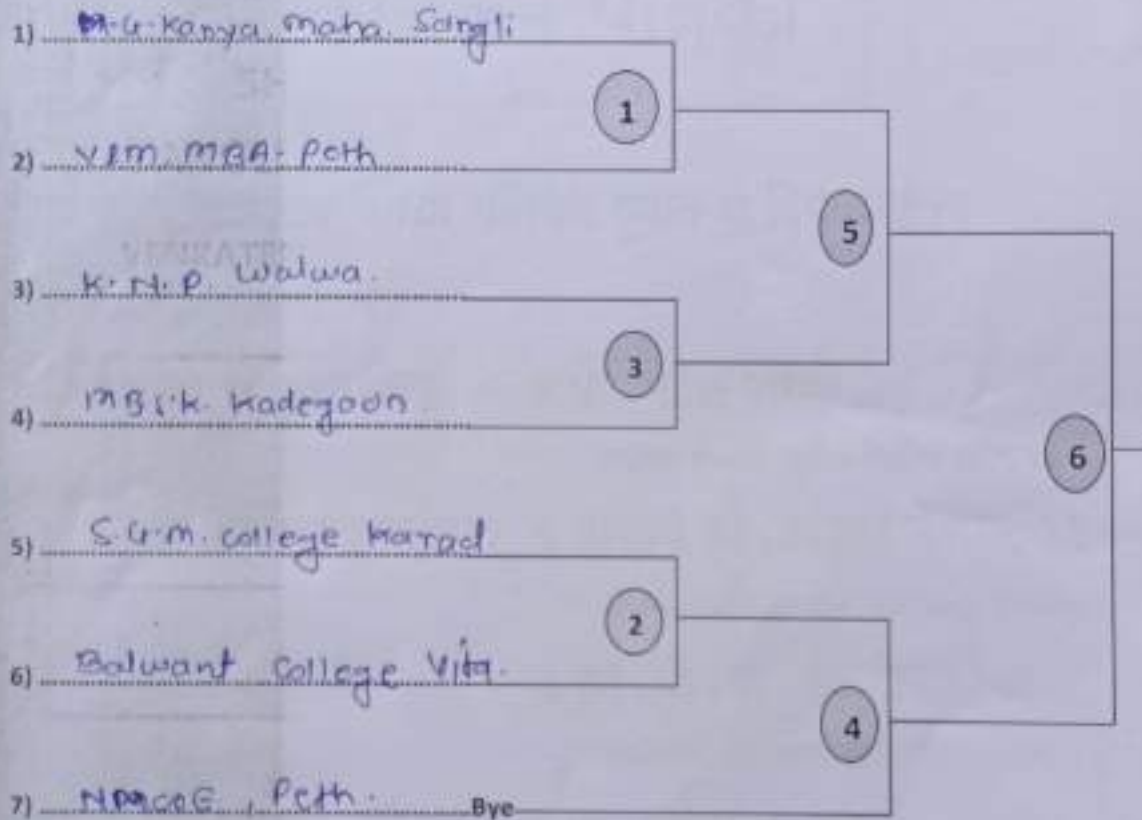 1) M.G. Kanya maha. Sangli
1
2) MBA- Peth
5
3) K.N.P. Walwa.
3
4) Kadegaon
6
5) S.G.M. College Karad
2
6) Balwant College Vita.
4
7) NDMCOE, Peth. Bye